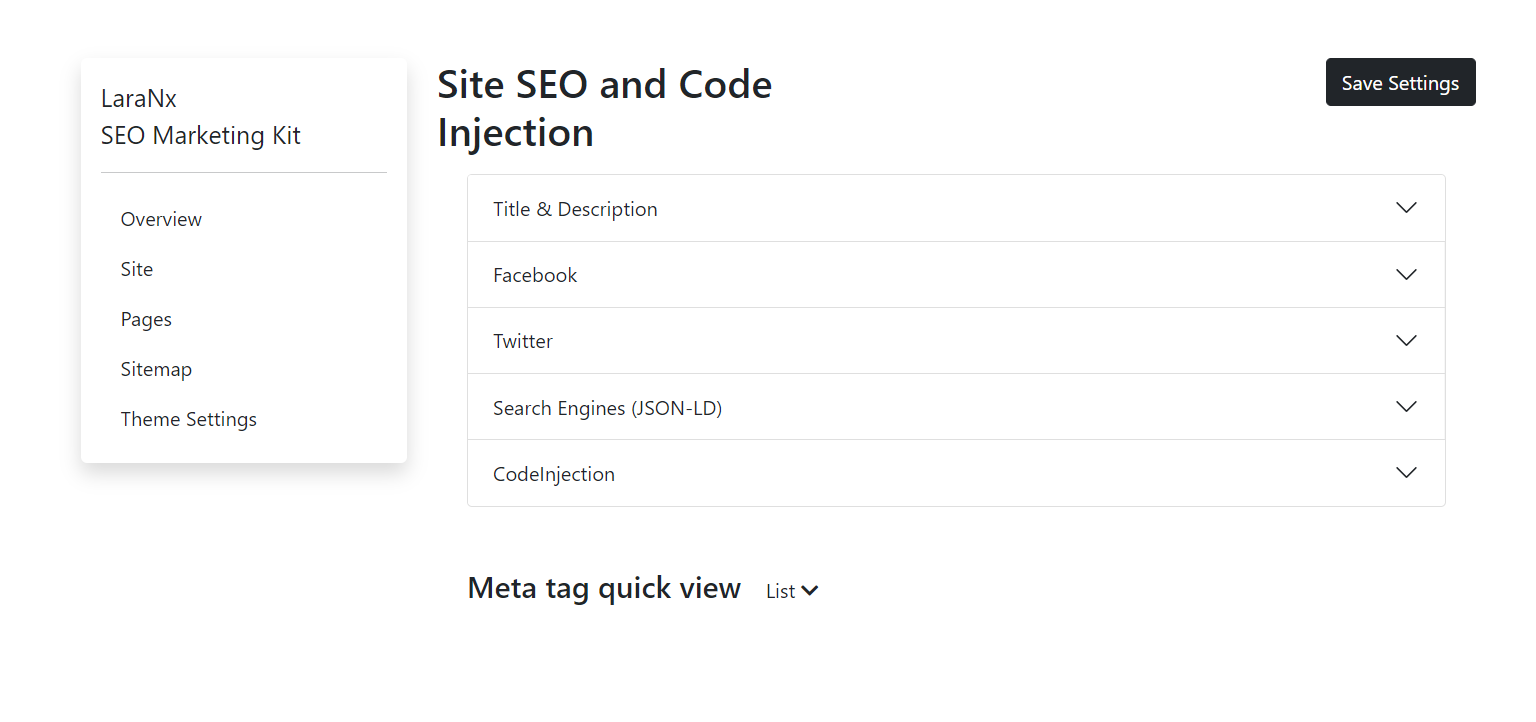 LaraNx
SEO Marketing Kit
Overview
Site
Pages
Sitemap
Theme Settings
Site SEO and Code
Injection
Save Settings
Title & Description
Facebook
Twitter
Search Engines (JSON-LD)
CodeInjection
Meta tag quick view List